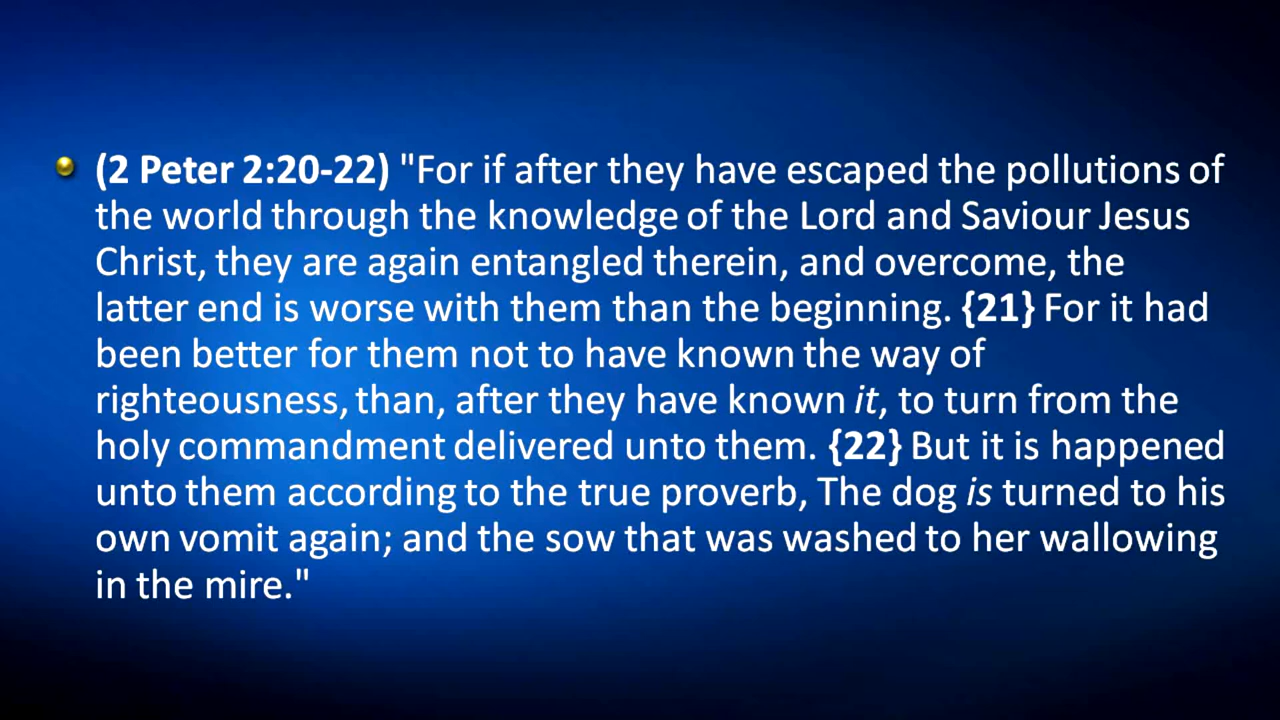 (2 Peter 2:20-22) "For if after they have escaped the pollutions of
the world through the knowledge of the Lord and Saviour Jesus
Christ, they are again entangled therein, and overcome, the
latter end is worse with them than the beginning. {21} For it had
been better for them not to have known the way of
righteousness, than, after they have known it, to turn from the
holy commandment delivered unto them. {22} But it is happened
unto them according to the true proverb, The dog is turned to his
own vomit again; and the sow that was washed to her wallowing
in the mire."